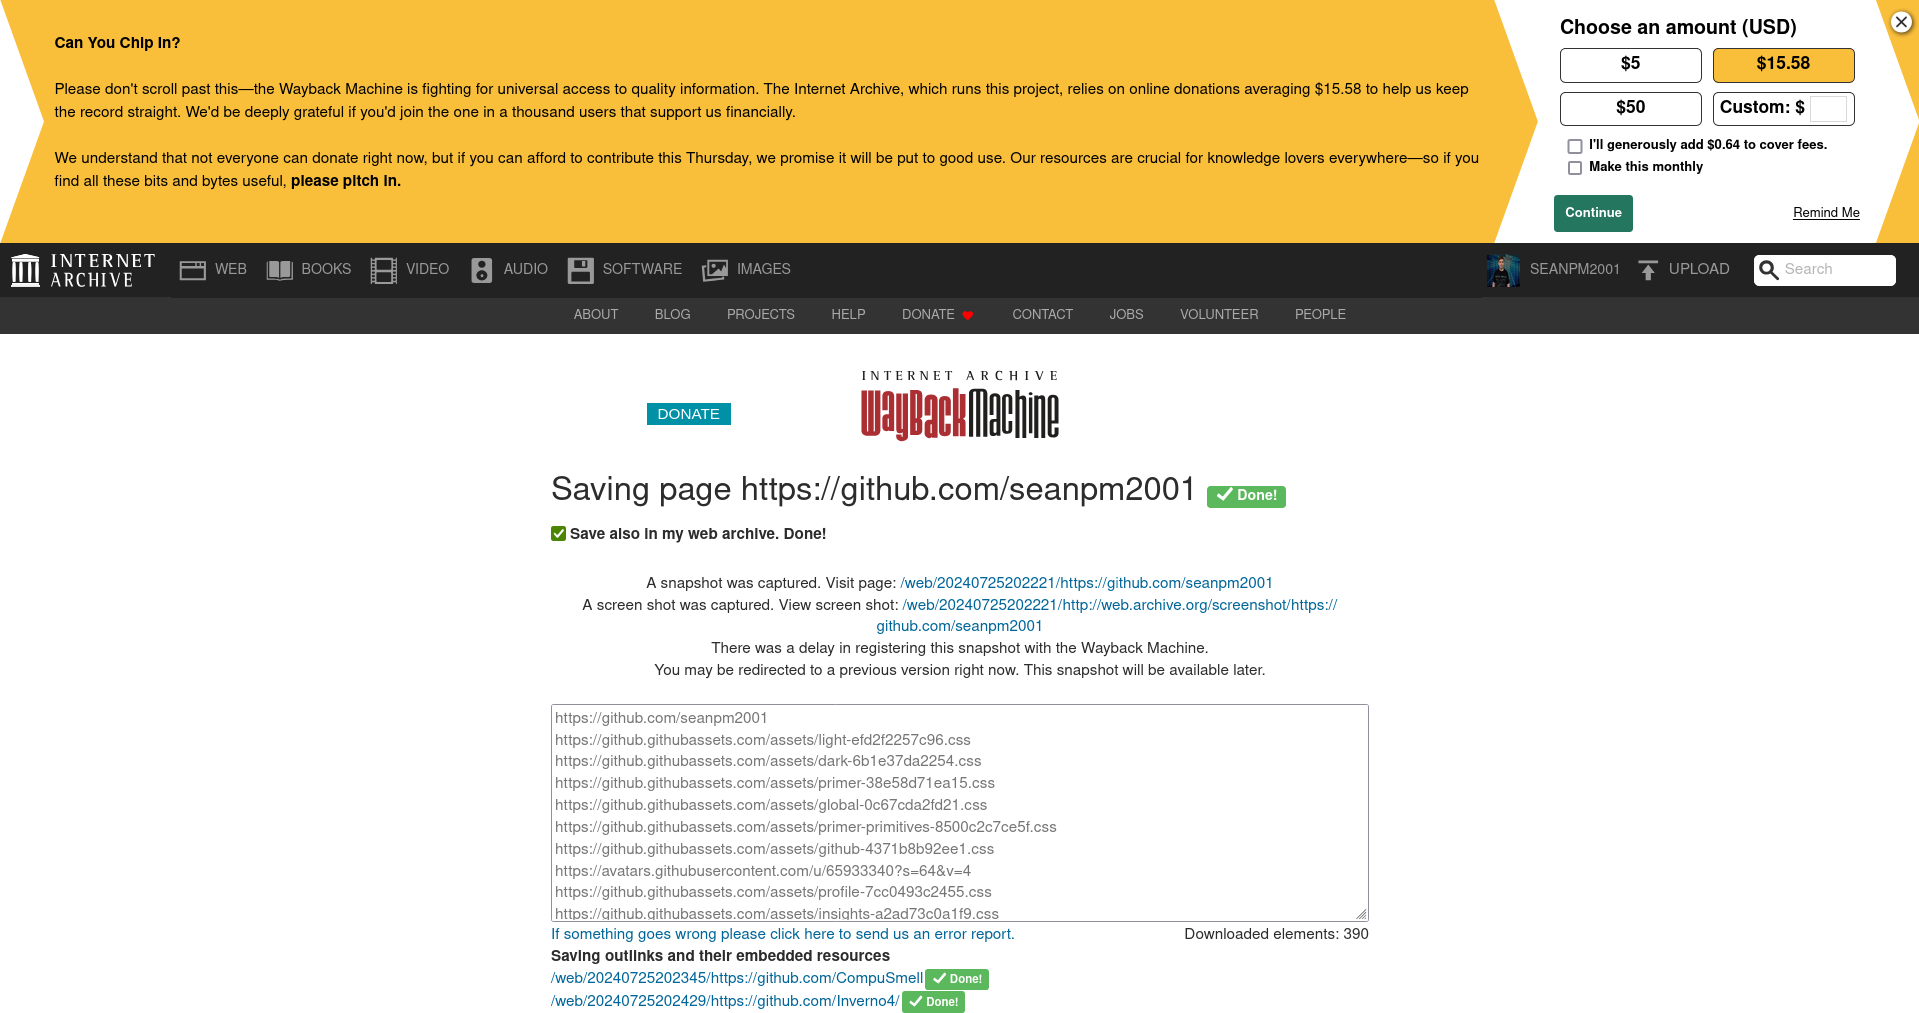 Can You Chip In?
Please don't scroll past this—the Wayback Machine is fighting for universal access to quality information. The Internet Archive, which runs this project, relies on online donations averaging $15.58 to help us keep
the record straight. We'd be deeply grateful if you'd join the one in a thousand users that support us financially.
We understand that not everyone can donate right now, but if you can afford to contribute this Thursday, we promise it will be put to good use. Our resources are crucial for knowledge lovers everywhere—so if you
find all these bits and bytes useful, please pitch in.
Choose an amount (USD)
$5
$15.58
$50
Custom: $
I'll generously add $0.64 to cover fees.
Make this monthly
Continue
Remind Me
INTERNET
ARCHIVE
WEB
BOOKS
VIDEO
AUDIO
SOFTWARE
IMAGES
SEANPM2001
UPLOAD
Search
ABOUT
BLOG
PROJECTS
HELP
DONATE
CONTACT
JOBS
VOLUNTEER
PEOPLE
DONATE
INTERNET ARCHIVE
WayBackMachine
Saving page https://github.com/seanpm2001 Done!
Save also in my web archive. Done!
A snapshot was captured. Visit page: /web/20240725202221/https://github.com/seanpm2001
A screen shot was captured. View screen shot: /web/20240725202221/http://web.archive.org/screenshot/https://
github.com/seanpm2001
There was a delay in registering this snapshot with the Wayback Machine.
You may be redirected to a previous version right now. This snapshot will be available later.
https://github.com/seanpm2001
https://github.githubassets.com/assets/light-efd2f2257c96.css
https://github.githubassets.com/assets/dark-6b1e37da2254.css
https://github.githubassets.com/assets/primer-38e58d71ea15.css
https://github.githubassets.com/assets/global-0c67cda2fd21.css
https://github.githubassets.com/assets/primer-primitives-8500c2c7ce5f.css
https://github.githubassets.com/assets/github-4371b8b92ee1.css
https://avatars.githubusercontent.com/u/65933340?s=64&v=4
https://github.githubassets.com/assets/profile-7cc0493c2455.css
https://github.githubassets.com/assets/insights-a2ad73c0a1f9.css
If something goes wrong please click here to send us an error report.
Downloaded elements: 390
Saving outlinks and their embedded resources
/web/20240725202345/https://github.com/CompuSmell Done!
/web/20240725202429/https://github.com/Inverno4/ Done!